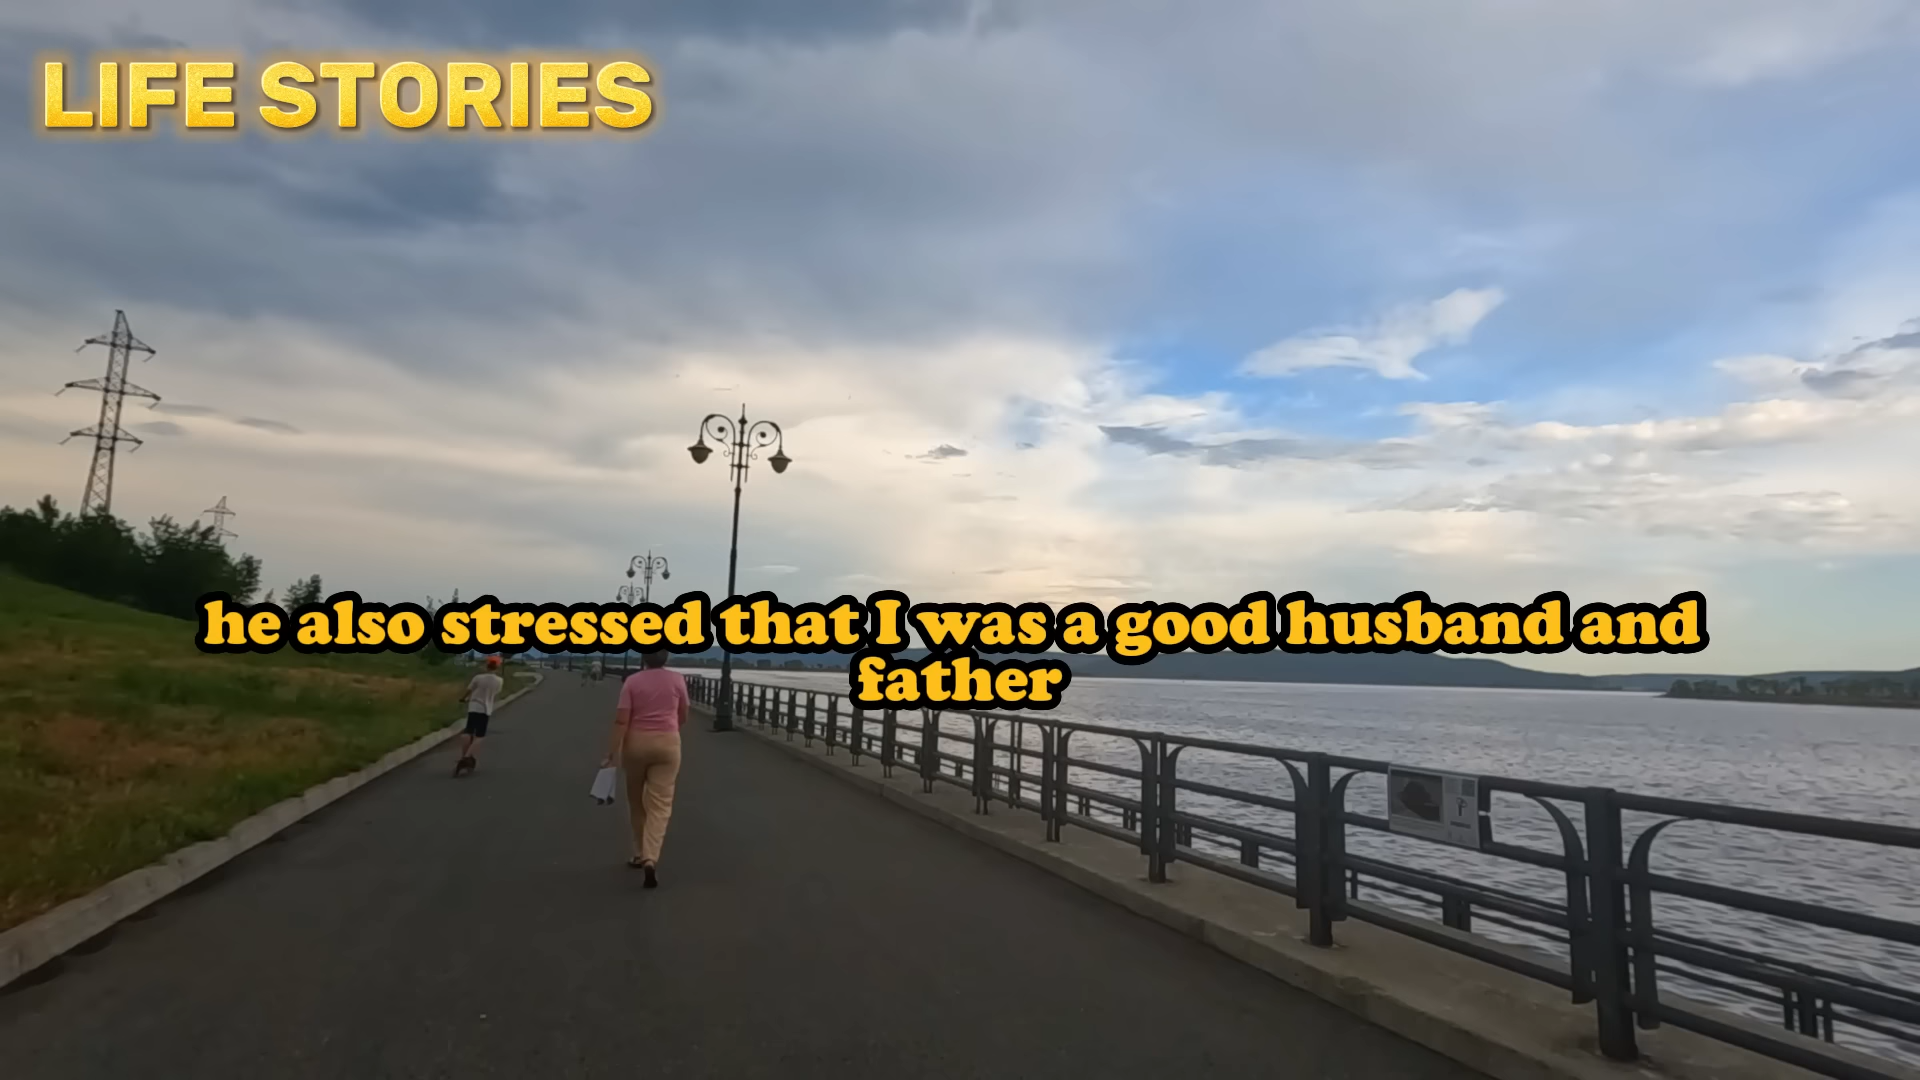 LIFE STORIES
he also stressed that I was a good husband and
father